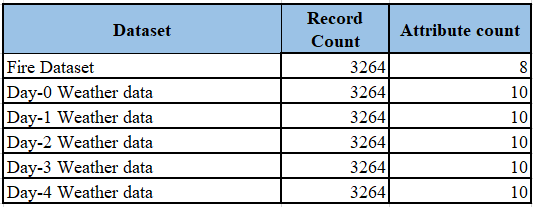 Dataset Record Count Attribute count
Fire Dataset 3264 8
Day-0 Weather data 3264 10
Day-1 Weather data 3264 10
Day-2 Weather data 3264 10
Day-3 Weather data 3264 10
Day-4 Weather data 3264 10